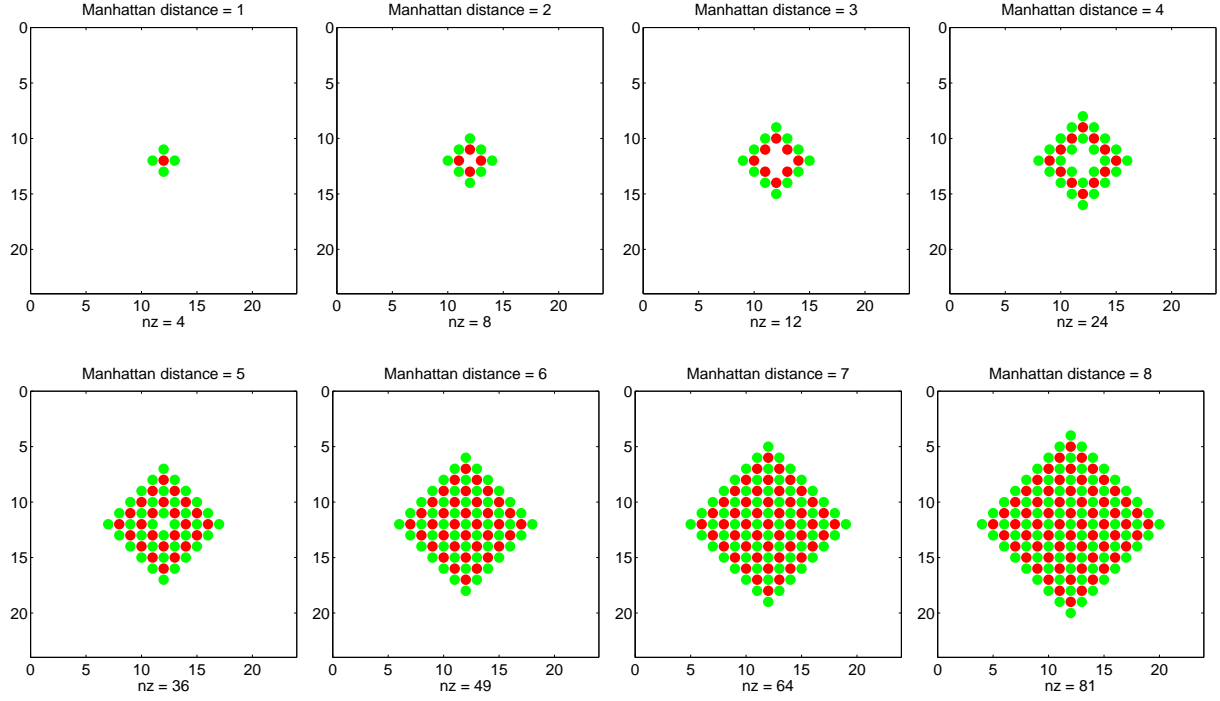 Manhattan distance = 1
0
5
10
15
20
0 5 10 15 20
nz = 4
Manhattan distance = 2
0
5
10
15
20
0 5 10 15 20
nz = 8
Manhattan distance = 3
0
5
10
15
20
0 5 10 15 20
nz = 12
Manhattan distance = 4
0
5
10
15
20
0 5 10 15 20
nz = 24
Manhattan distance = 5
0
5
10
15
20
0 5 10 15 20
nz = 36
Manhattan distance = 6
0
5
10
15
20
0 5 10 15 20
nz = 49
Manhattan distance = 7
0
5
10
15
20
0 5 10 15 20
nz = 64
Manhattan distance = 8
0
5
10
15
20
0 5 10 15 20
nz = 81